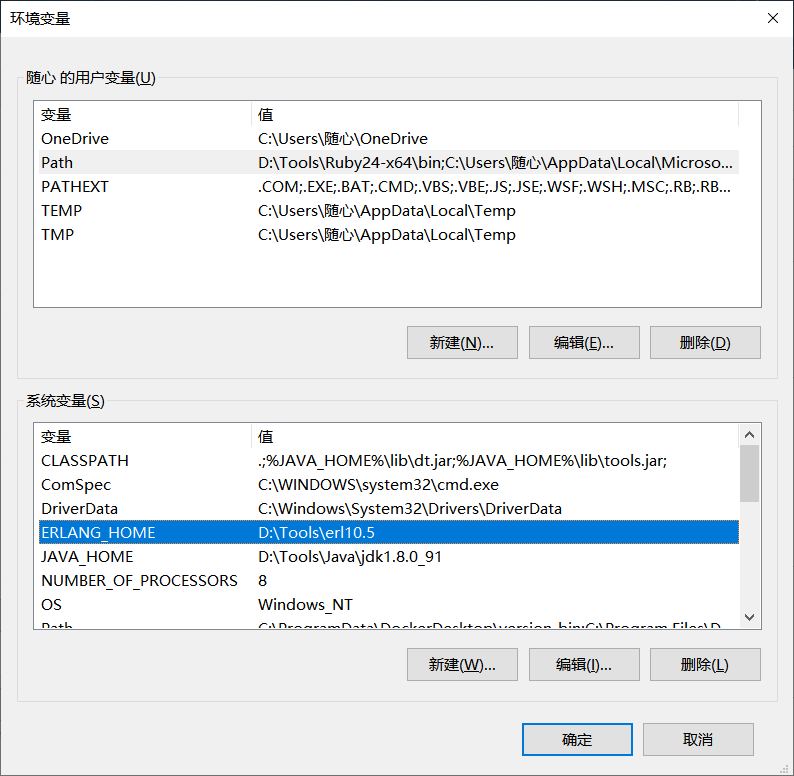 环境变量
随心 的用户变量(U)
变量 值
OneDrive C:\Users\随心\OneDrive
Path D:\Tools\Ruby24-x64\bin;C:\Users\随心\AppData\Local\Microso...
PATHEXT .COM;.EXE;.BAT;.CMD;.VBS;.VBE;.JS;.JSE;.WSF;.WSH;.MSC;.RB;.RB...
TEMP C:\Users\随心\AppData\Local\Temp
TMP C:\Users\随心\AppData\Local\Temp
新建(N)... 编辑(E)... 删除(D)
系统变量(S)
变量 值
CLASSPATH .;%JAVA_HOME%\lib\dt.jar;%JAVA_HOME%\lib\tools.jar;
ComSpec C:\WINDOWS\system32\cmd.exe
DriverData C:\Windows\System32\Drivers\DriverData
ERLANG_HOME D:\Tools\erl10.5
JAVA_HOME D:\Tools\Java\jdk1.8.0_91
NUMBER_OF_PROCESSORS 8
OS Windows_NT
Path C:\ProgramData\DockerDesktop\version-bin;C:\Program Files\D...
新建(W)... 编辑(I)... 删除(L)
确定 取消